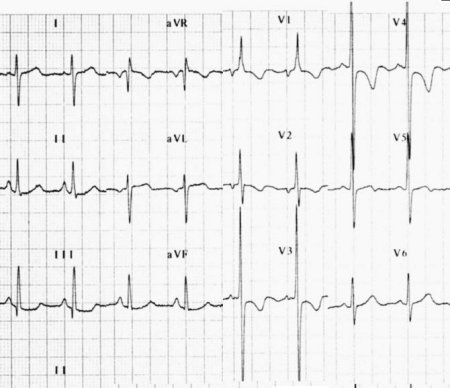 I aVR V1 V4
II aVL V2 V5
III aVF V3 V6
II